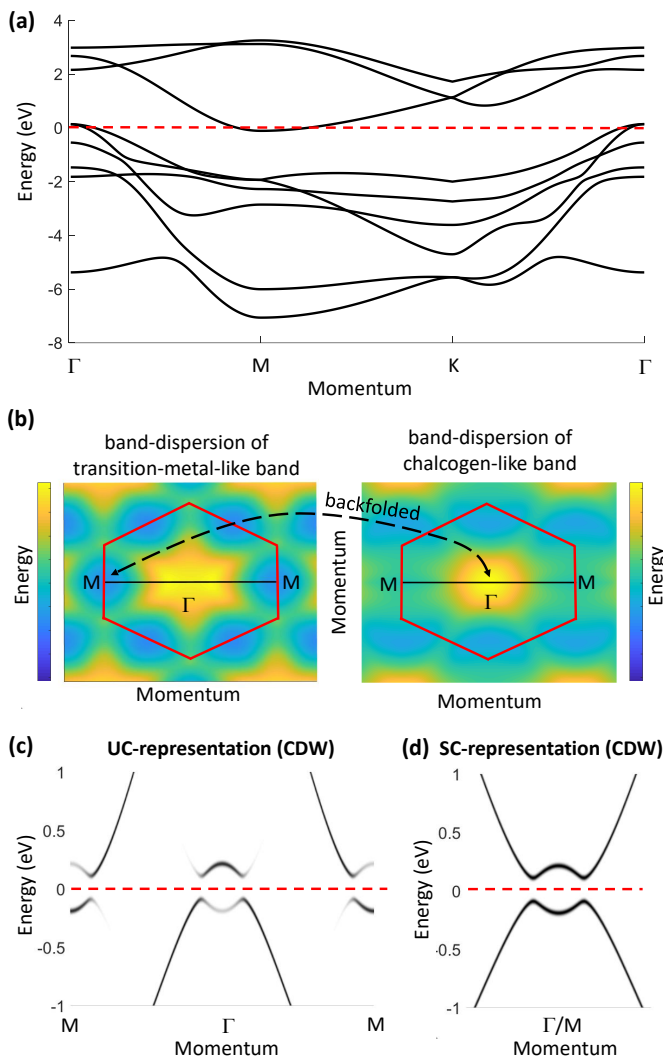 (a)
4
2
0
-2
-4
-6
-8
Energy (eV)
Γ
M
K
Γ
Momentum
(b)
band-dispersion of
transition-metal-like band
band-dispersion of
chalcogen-like band
Energy
backfolded
M
M
Γ
Momentum
M
M
Γ
Energy
Momentum
Momentum
(c)
UC-representation (CDW)
1
0.5
0
-0.5
-1
Energy (eV)
M
Γ
M
Momentum
(d)
SC-representation (CDW)
1
0.5
0
-0.5
-1
Energy (eV)
Γ/M
Momentum